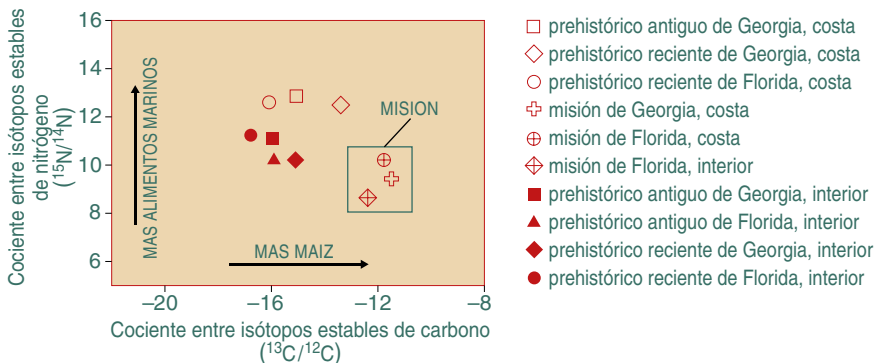 Cociente entre isótopos estables
de nitrógeno
(¹⁵N/¹⁴N)
16
14
12
10
8
6
MAS ALIMENTOS MARINOS
MISION
MAS MAIZ
–20
–16
–12
–8
Cociente entre isótopos estables de carbono
(¹³C/¹²C)
prehistórico antiguo de Georgia, costa
prehistórico reciente de Georgia, costa
prehistórico reciente de Florida, costa
misión de Georgia, costa
misión de Florida, costa
misión de Florida, interior
prehistórico antiguo de Georgia, interior
prehistórico antiguo de Florida, interior
prehistórico reciente de Georgia, interior
prehistórico reciente de Florida, interior